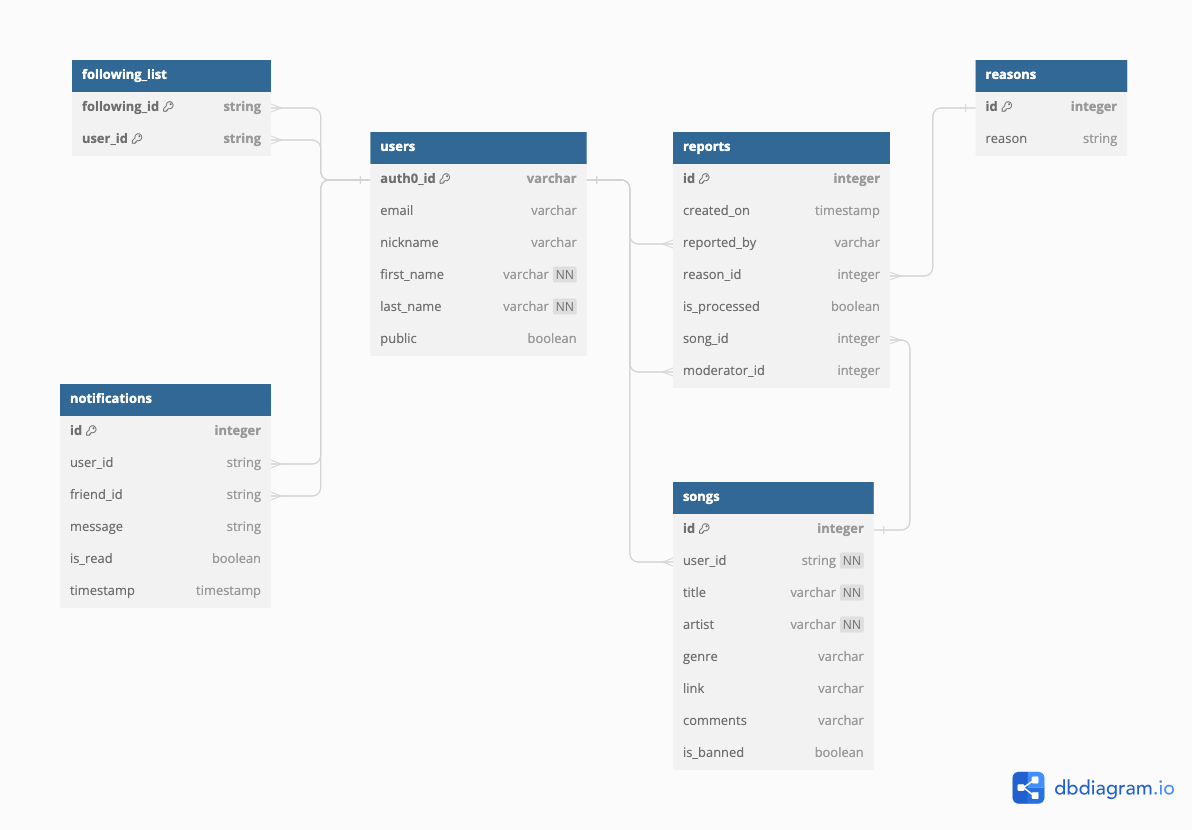 following_list
following_id string
user_id string
users
auth0_id varchar
email varchar
nickname varchar
first_name varchar NN
last_name varchar NN
public boolean
reports
id integer
created_on timestamp
reported_by varchar
reason_id integer
is_processed boolean
song_id integer
moderator_id integer
reasons
id integer
reason string
notifications
id integer
user_id string
friend_id string
message string
is_read boolean
timestamp timestamp
songs
id integer
user_id string NN
title varchar NN
artist varchar NN
genre varchar
link varchar
comments varchar
is_banned boolean
dbdiagram.io